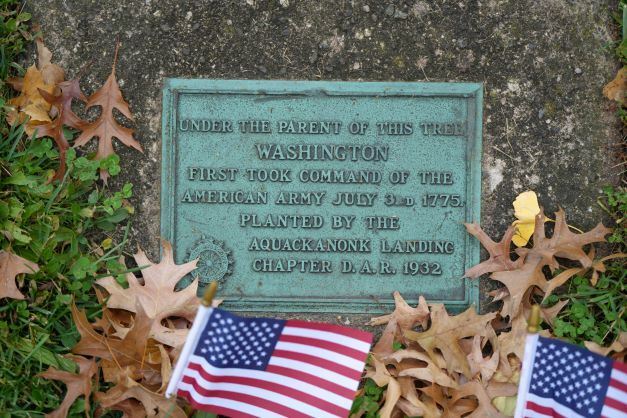 UNDER THE PARENT OF THIS TREE
WASHINGTON
FIRST TOOK COMMAND OF THE
AMERICAN ARMY JULY 3RD 1775.
PLANTED BY THE
AQUACKANONK LANDING
CHAPTER D.A.R. 1932